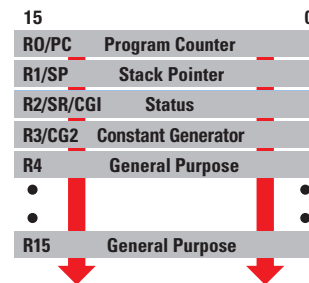 15 0
R0/PC Program Counter
R1/SP Stack Pointer
R2/SR/CGI Status
R3/CG2 Constant Generator
R4 General Purpose
R15 General Purpose